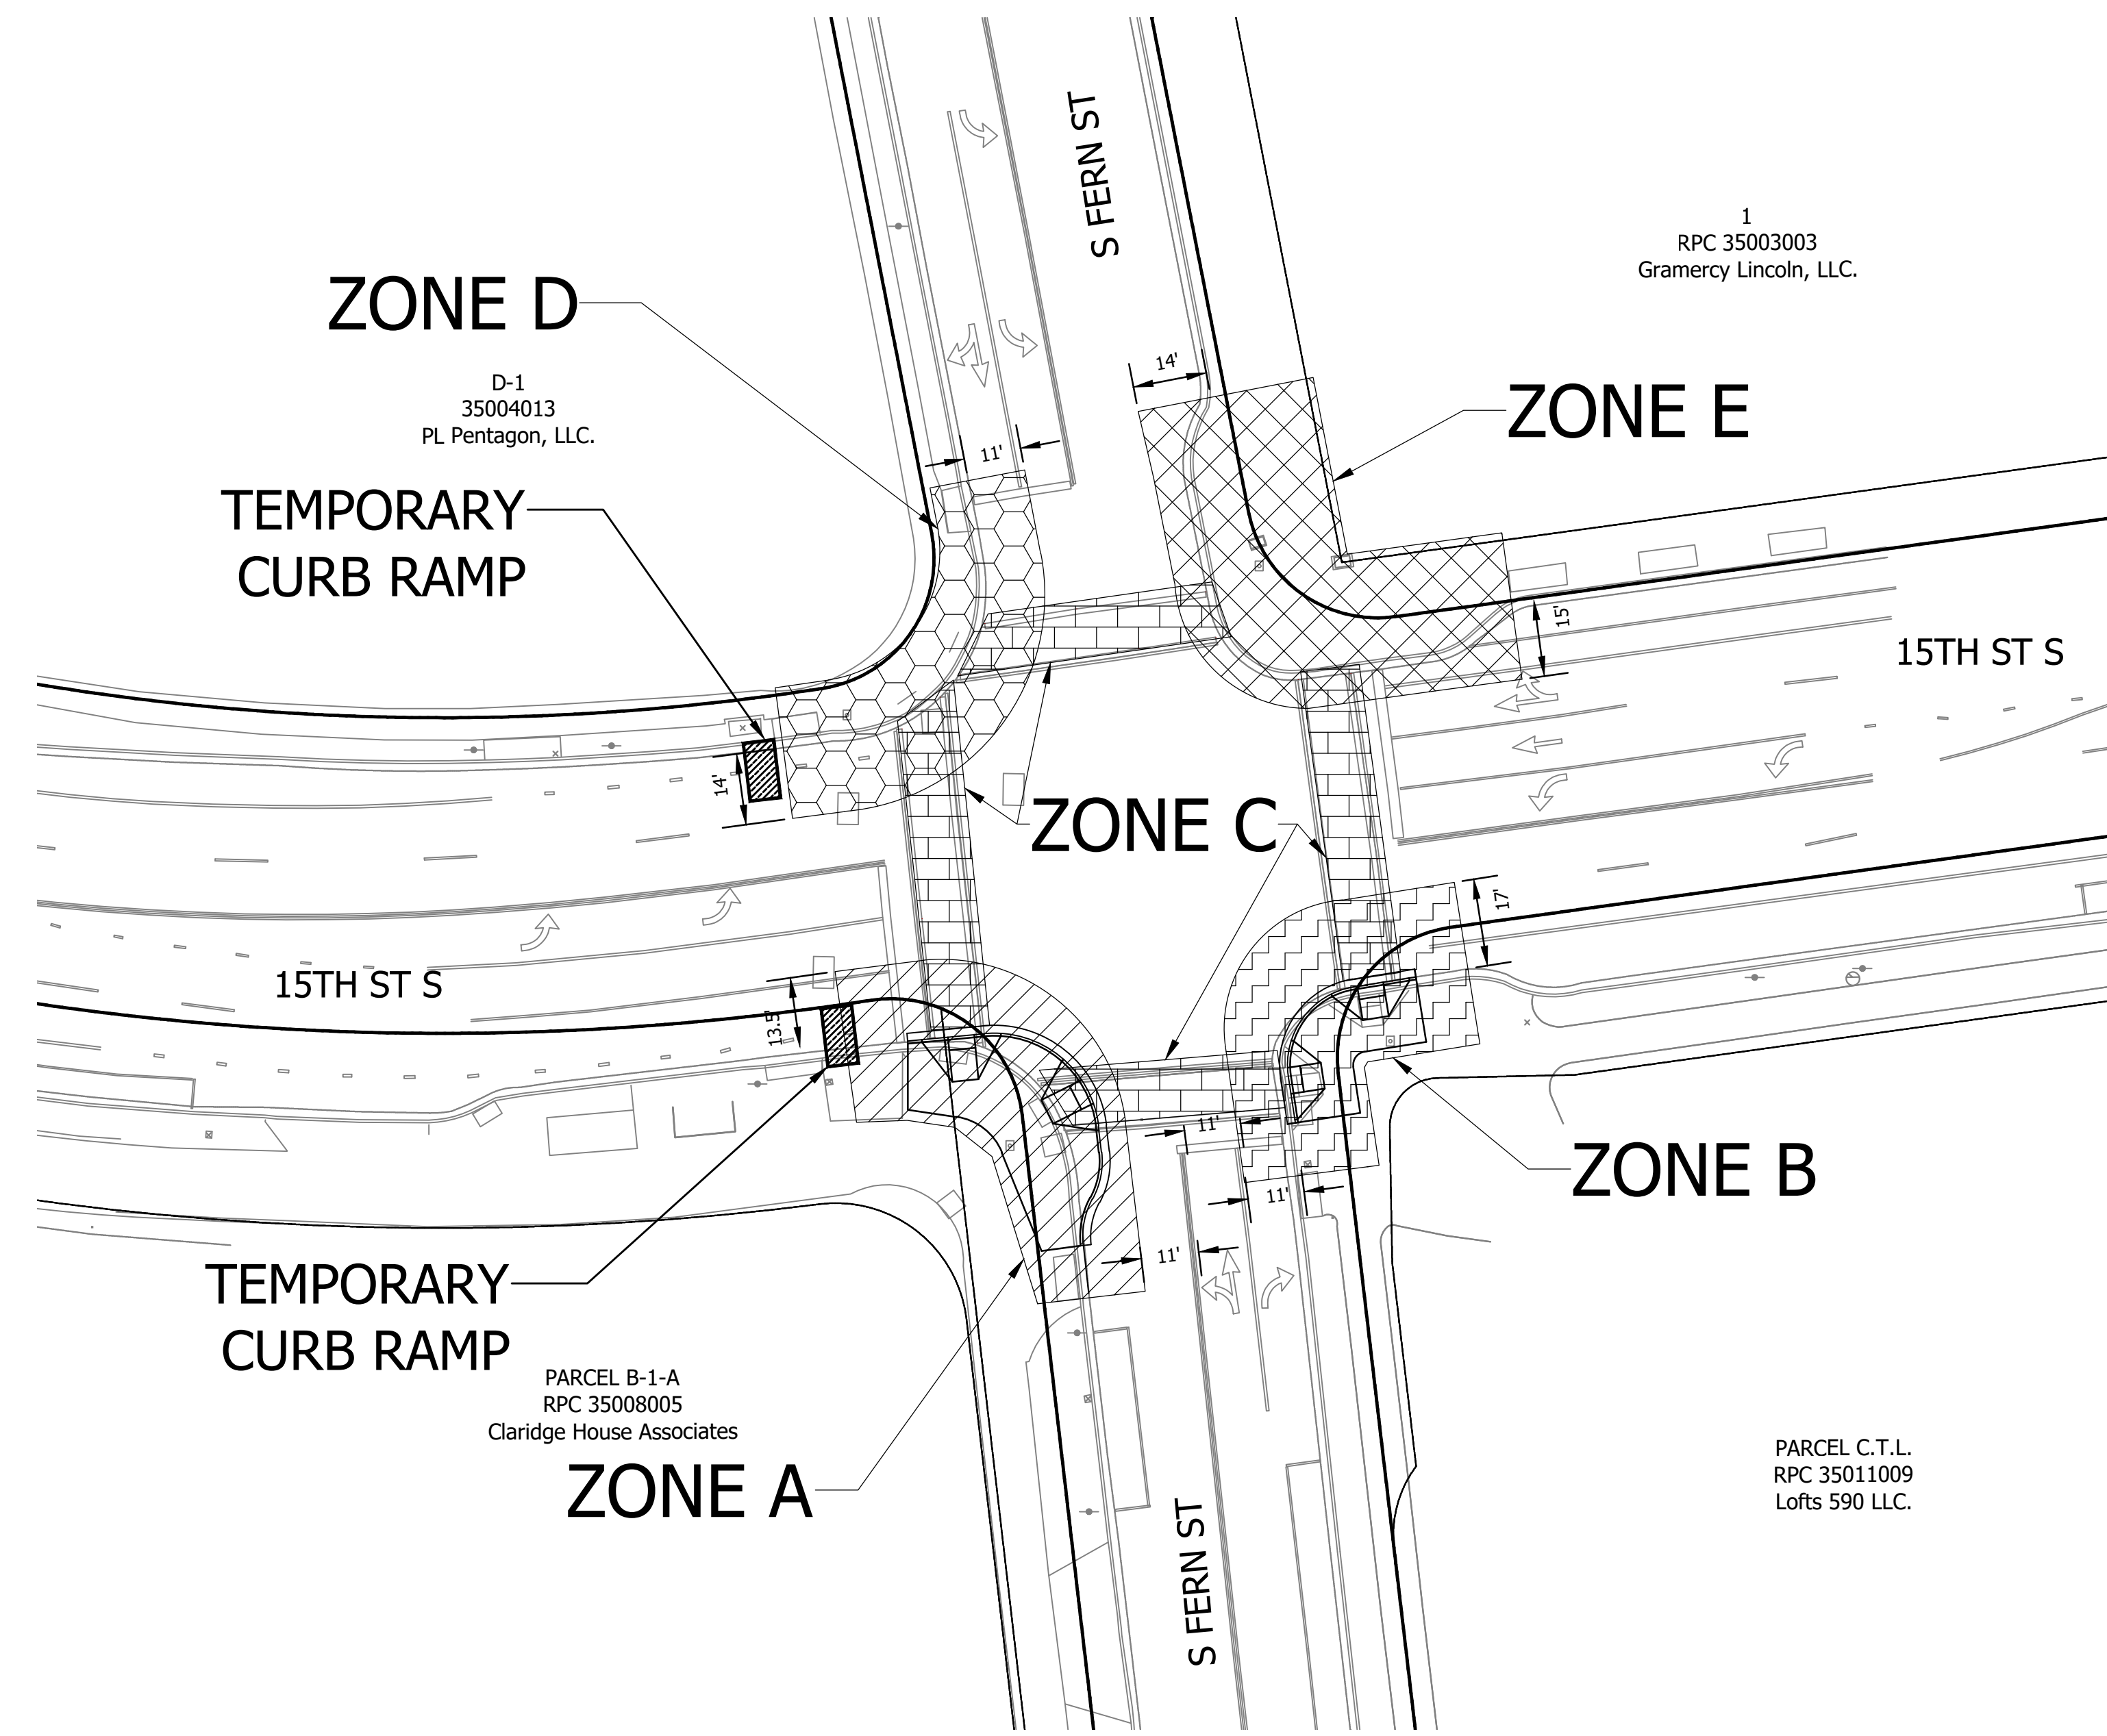 S FERN ST
1
RPC 35003003
Gramercy Lincoln, LLC.
ZONE D
14'
D-1
35004013
PL Pentagon, LLC.
ZONE E
11'
TEMPORARY
CURB RAMP
15'
15TH ST S
14'
ZONE C
17'
15TH ST S
13.5'
11'
ZONE B
11'
11'
TEMPORARY
CURB RAMP
PARCEL B-1-A
RPC 35008005
Claridge House Associates
ZONE A
PARCEL C.T.L.
RPC 35011009
Lofts 590 LLC.
S FERN ST